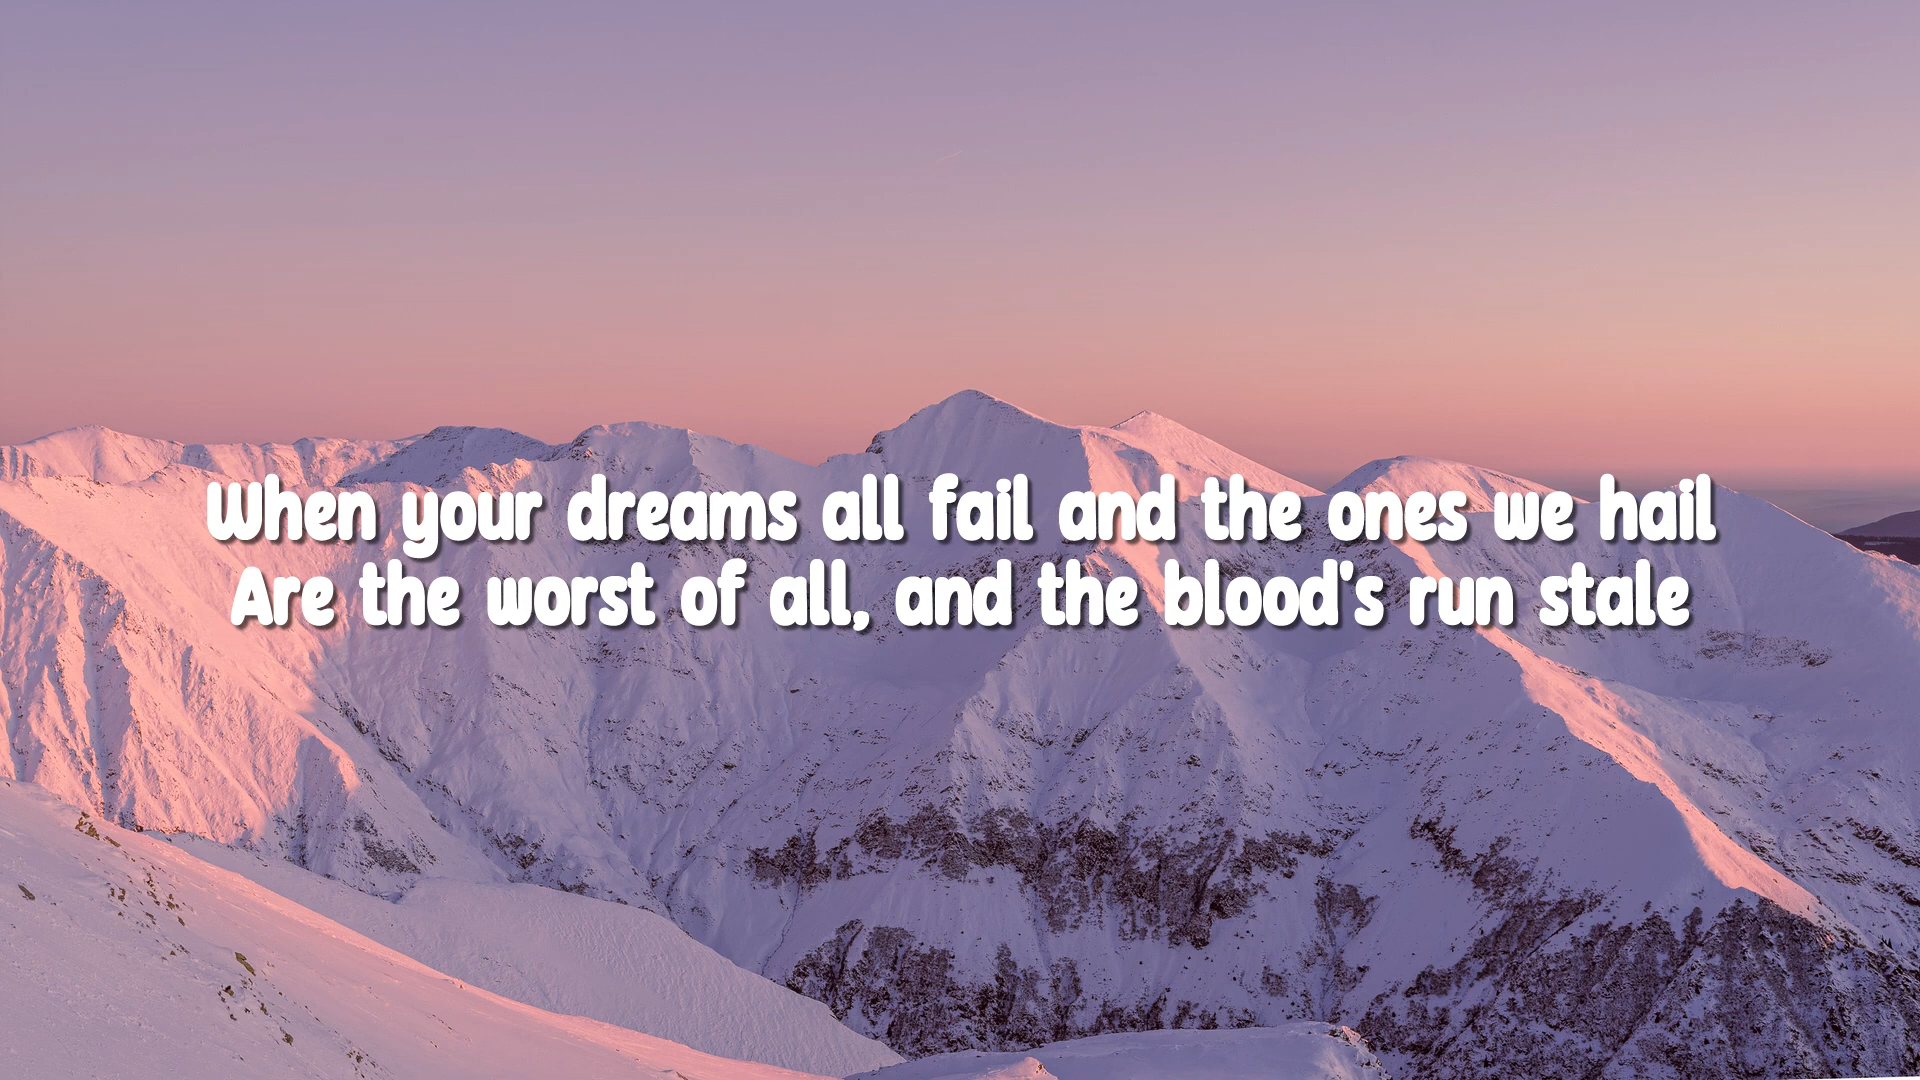 When your dreams all fail and the ones we hail
Are the worst of all, and the blood's run stale